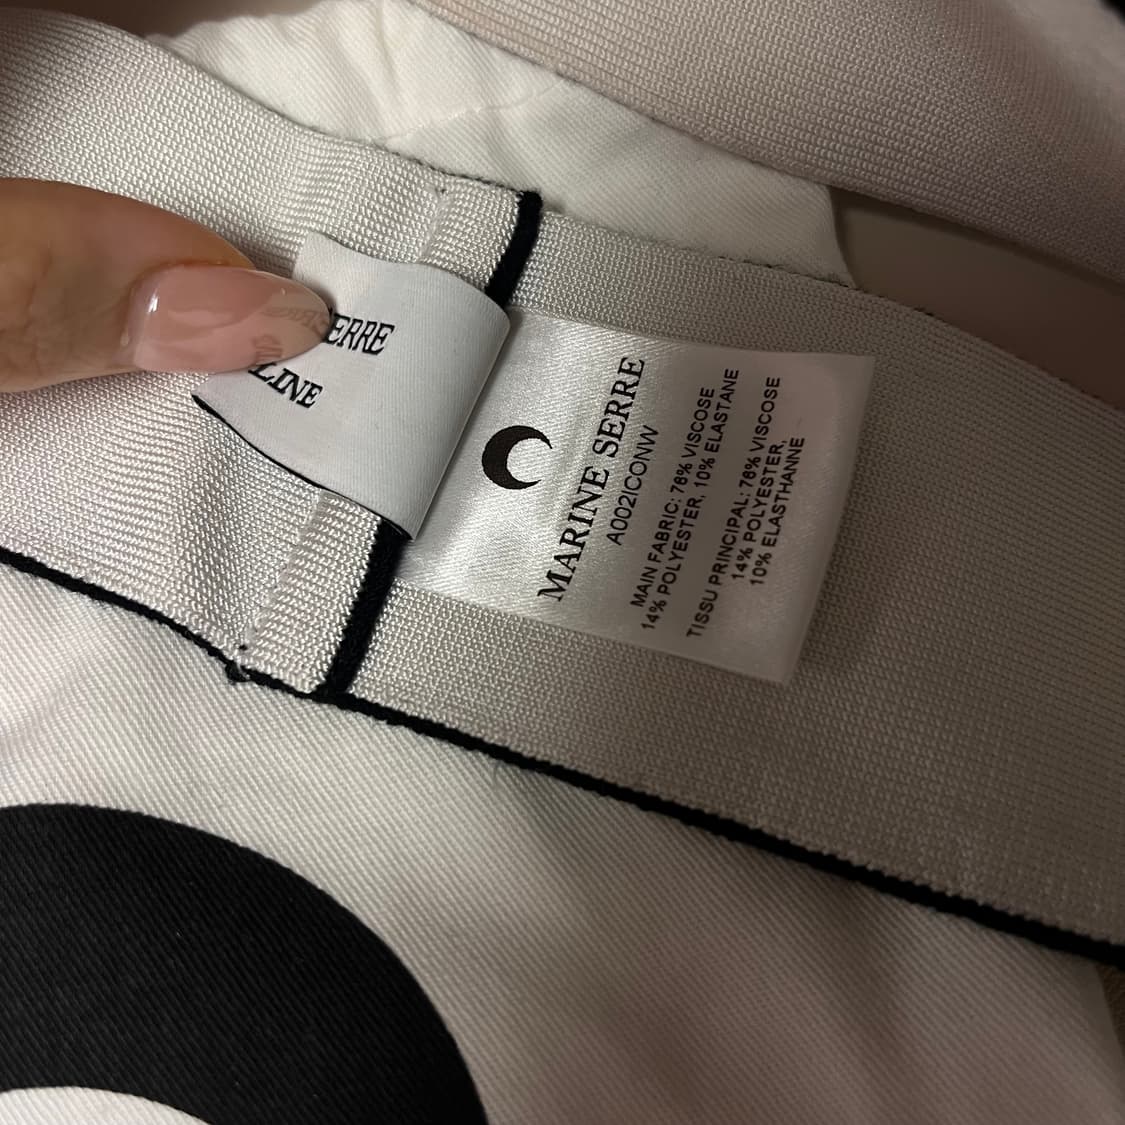 ERRE
LINE
MARINE SERRE
A002ICONW
MAIN FABRIC: 76% VISCOSE
14% POLYESTER, 10% ELASTANE
TISSU PRINCIPAL: 76% VISCOSE
14% POLYESTER,
10% ELASTHANNE